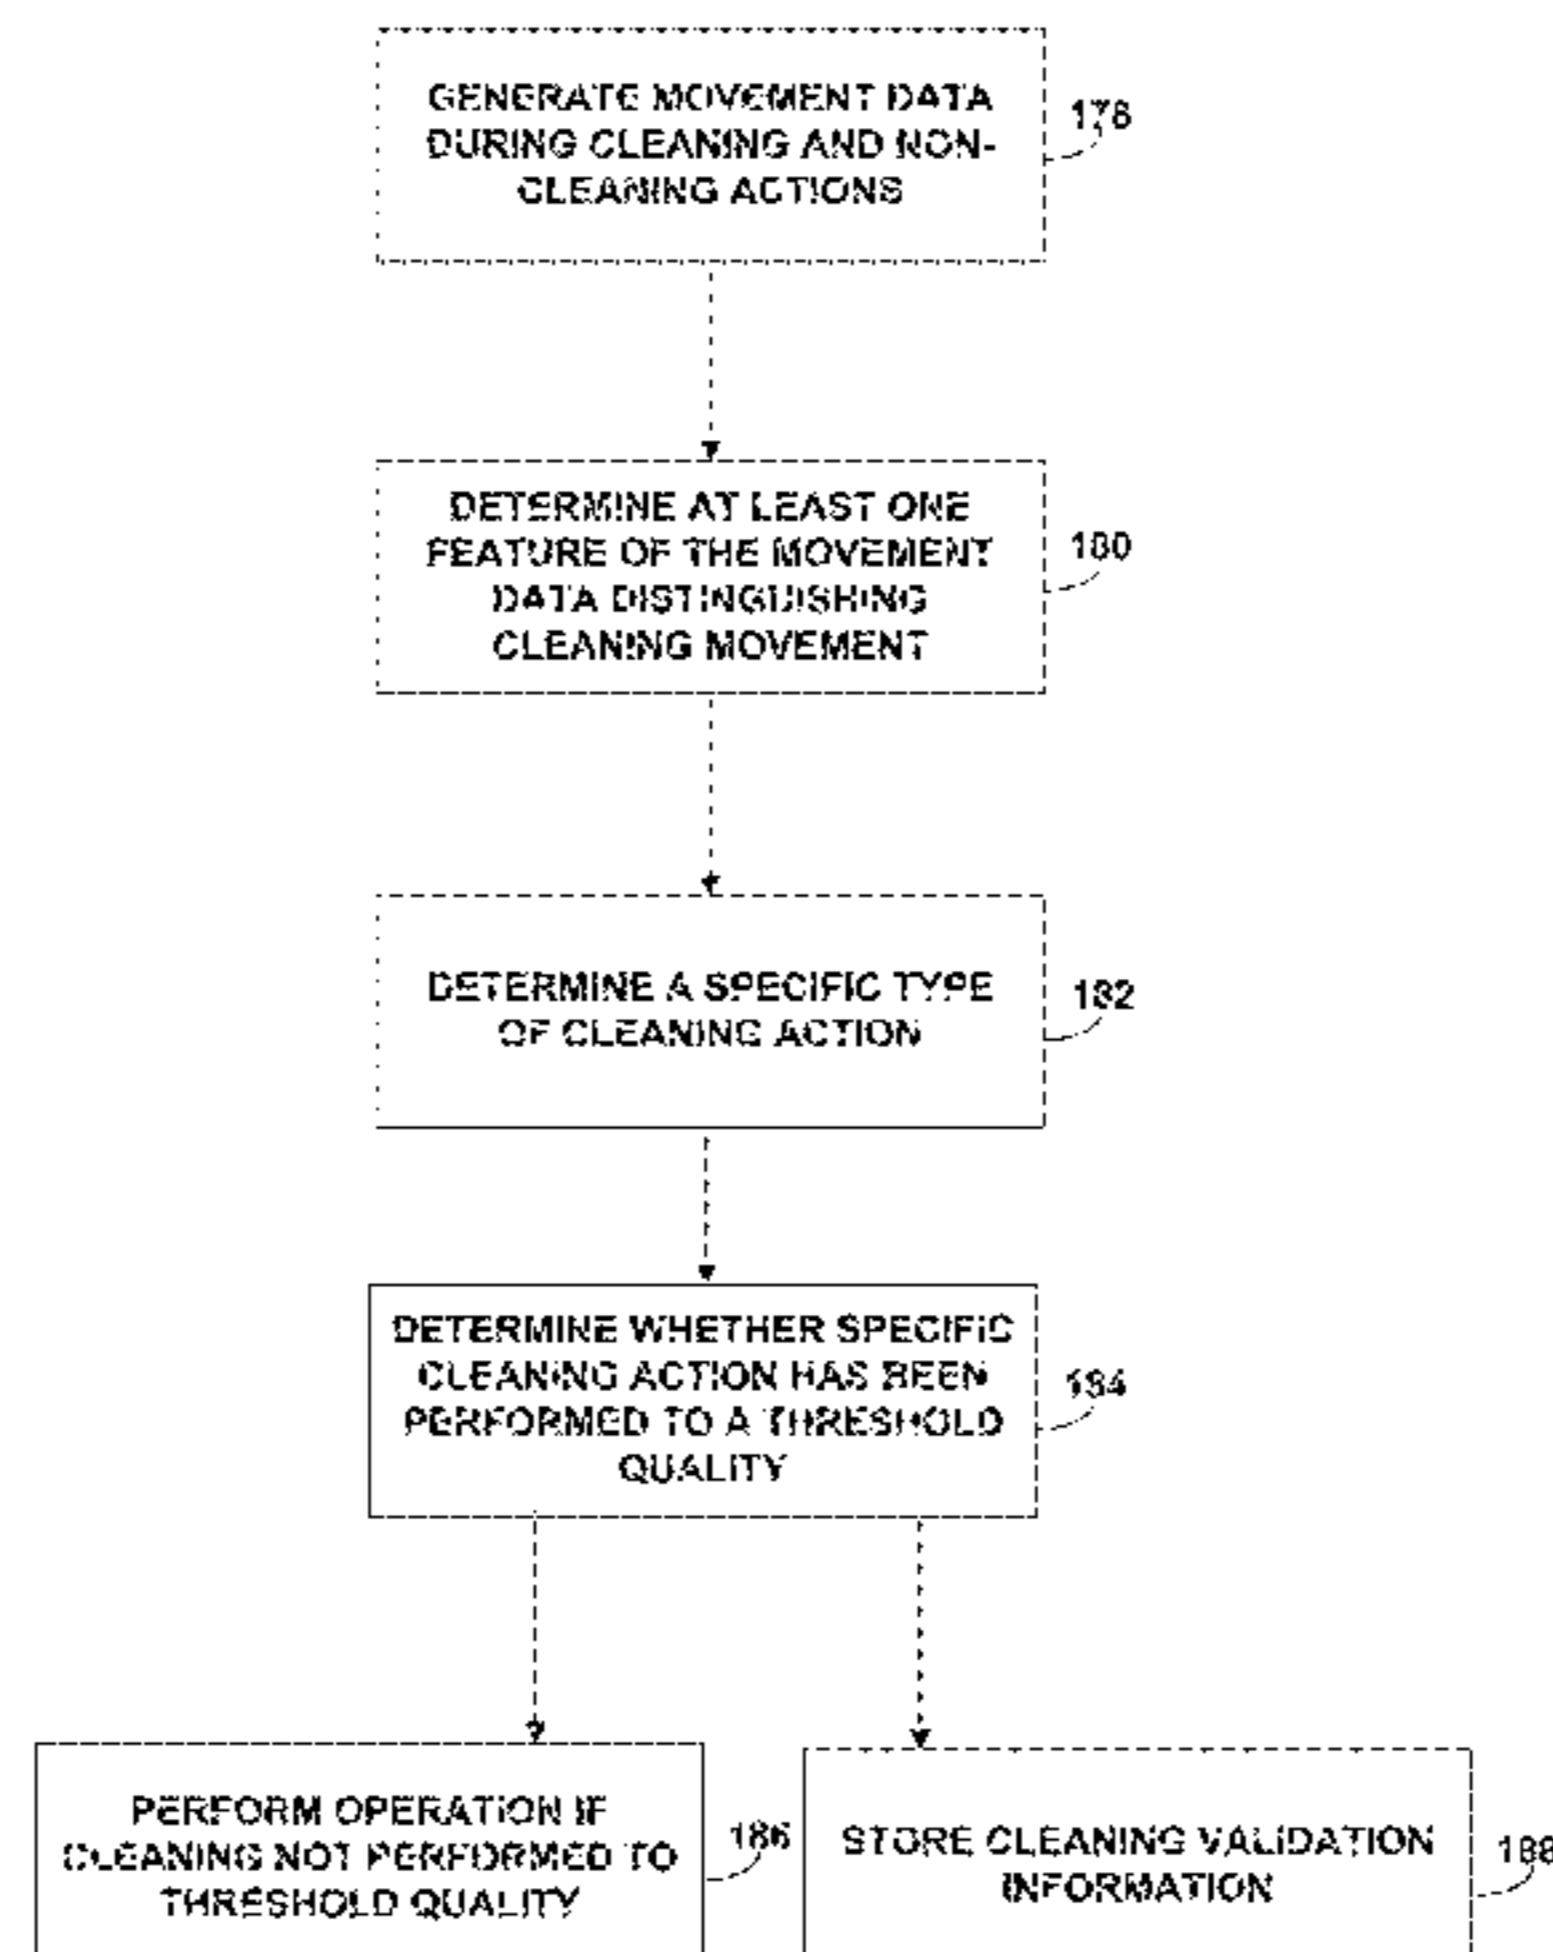 GENERATE MOVEMENT DATA
DURING CLEANING AND NON-
CLEANING ACTIONS
178
DETERMINE AT LEAST ONE
FEATURE OF THE MOVEMENT
DATA DISTINGUISHING
CLEANING MOVEMENT
180
DETERMINE A SPECIFIC TYPE
OF CLEANING ACTION
182
DETERMINE WHETHER SPECIFIC
CLEANING ACTION HAS BEEN
PERFORMED TO A THRESHOLD
QUALITY
184
PERFORM OPERATION IF
CLEANING NOT PERFORMED TO
THRESHOLD QUALITY
186
STORE CLEANING VALIDATION
INFORMATION
188